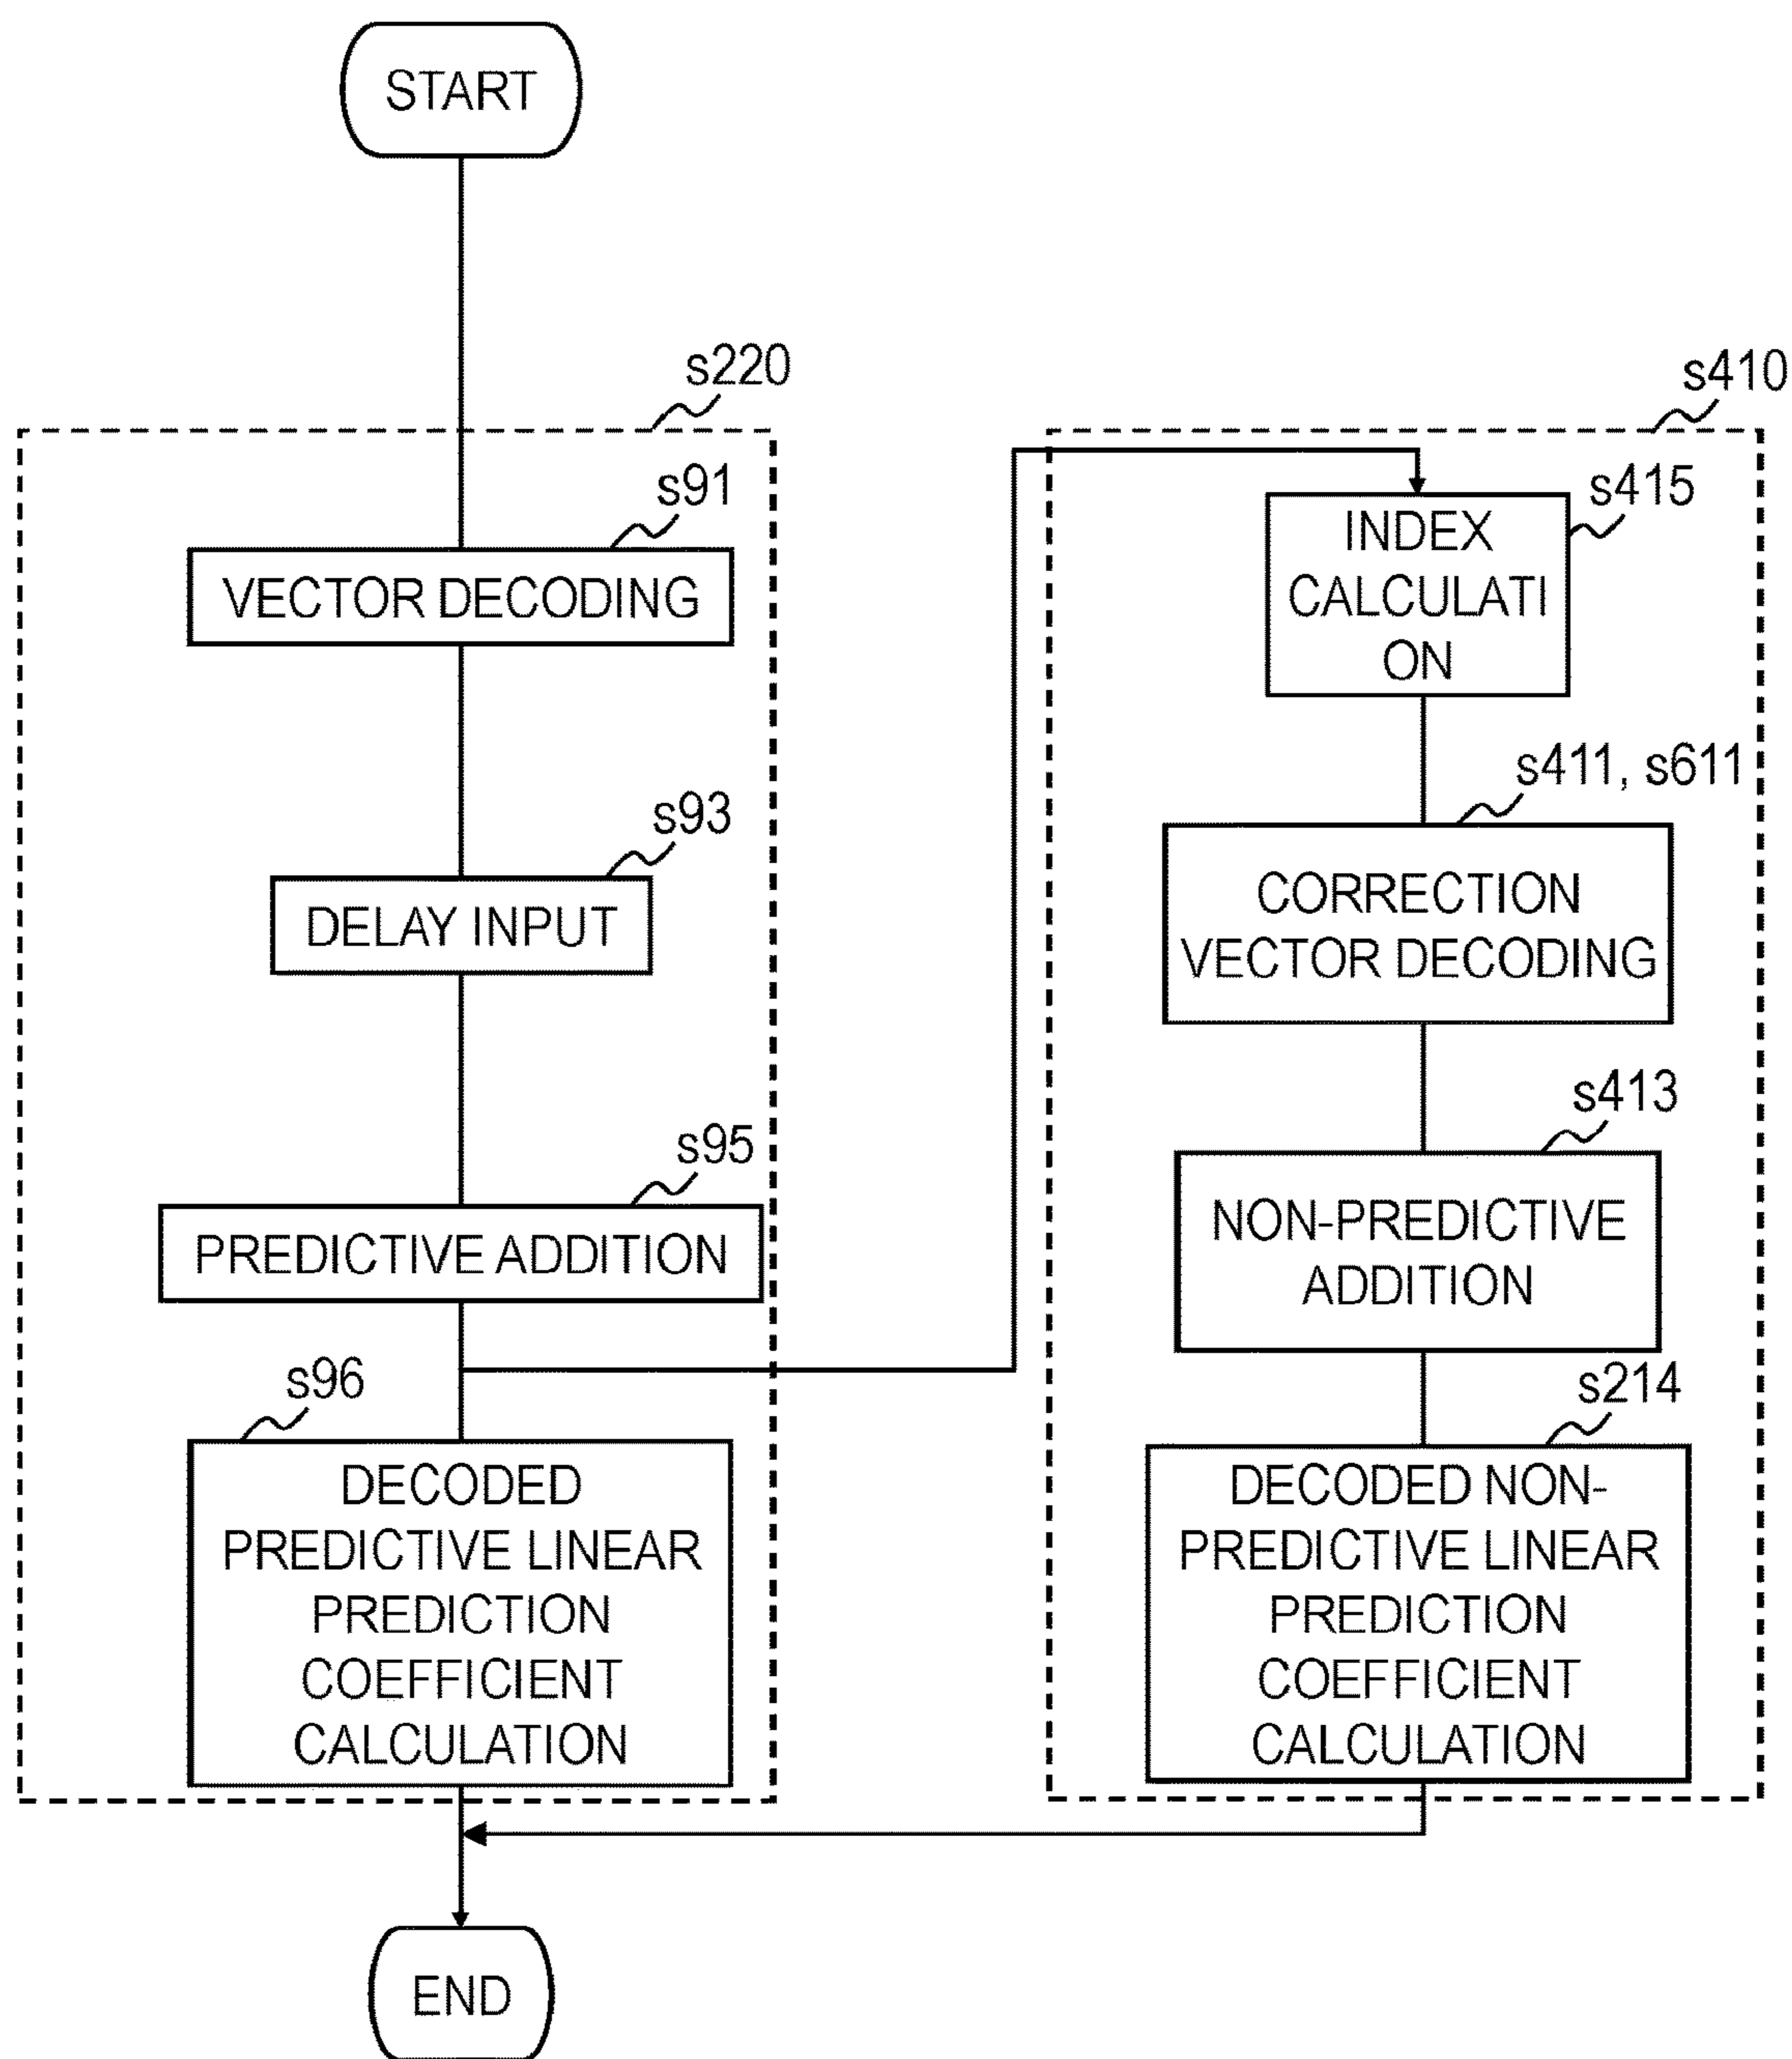 START
s220
s91
VECTOR DECODING
s93
DELAY INPUT
s95
PREDICTIVE ADDITION
s96
DECODED
PREDICTIVE LINEAR
PREDICTION
COEFFICIENT
CALCULATION
END
s410
s415
INDEX
CALCULATI
ON
s411, s611
CORRECTION
VECTOR DECODING
s413
NON-PREDICTIVE
ADDITION
s214
DECODED NON-
PREDICTIVE LINEAR
PREDICTION
COEFFICIENT
CALCULATION